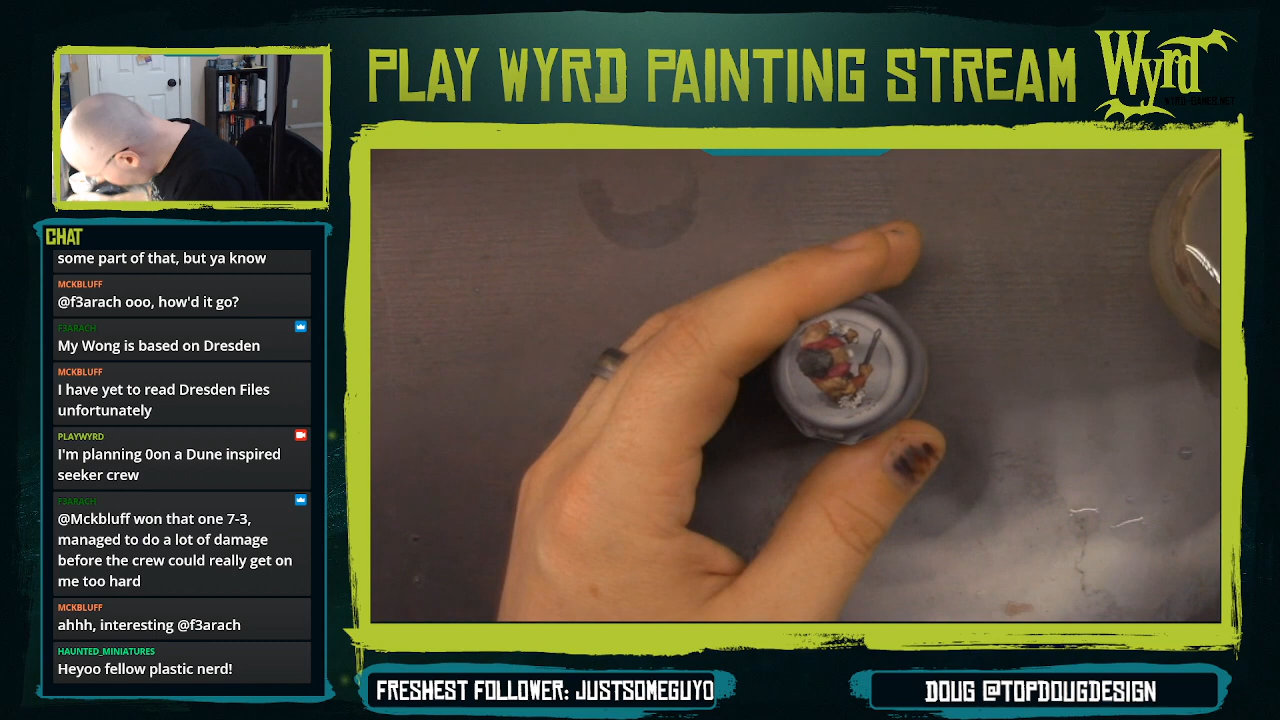 PLAY WYRD PAINTING STREAM
Wyrd
WYRD-GAMES.NET
CHAT
some part of that, but ya know
MCKBLUFF
@f3arach ooo, how'd it go?
F3ARACH
My Wong is based on Dresden
MCKBLUFF
I have yet to read Dresden Files
unfortunately
PLAYWYRD
I'm planning 0on a Dune inspired
seeker crew
F3ARACH
@Mckbluff won that one 7-3,
managed to do a lot of damage
before the crew could really get on
me too hard
MCKBLUFF
ahhh, interesting @f3arach
HAUNTED_MINIATURES
Heyoo fellow plastic nerd!
FRESHEST FOLLOWER: JUSTSOMEGUYO
DOUG @TOPDOUGDESIGN